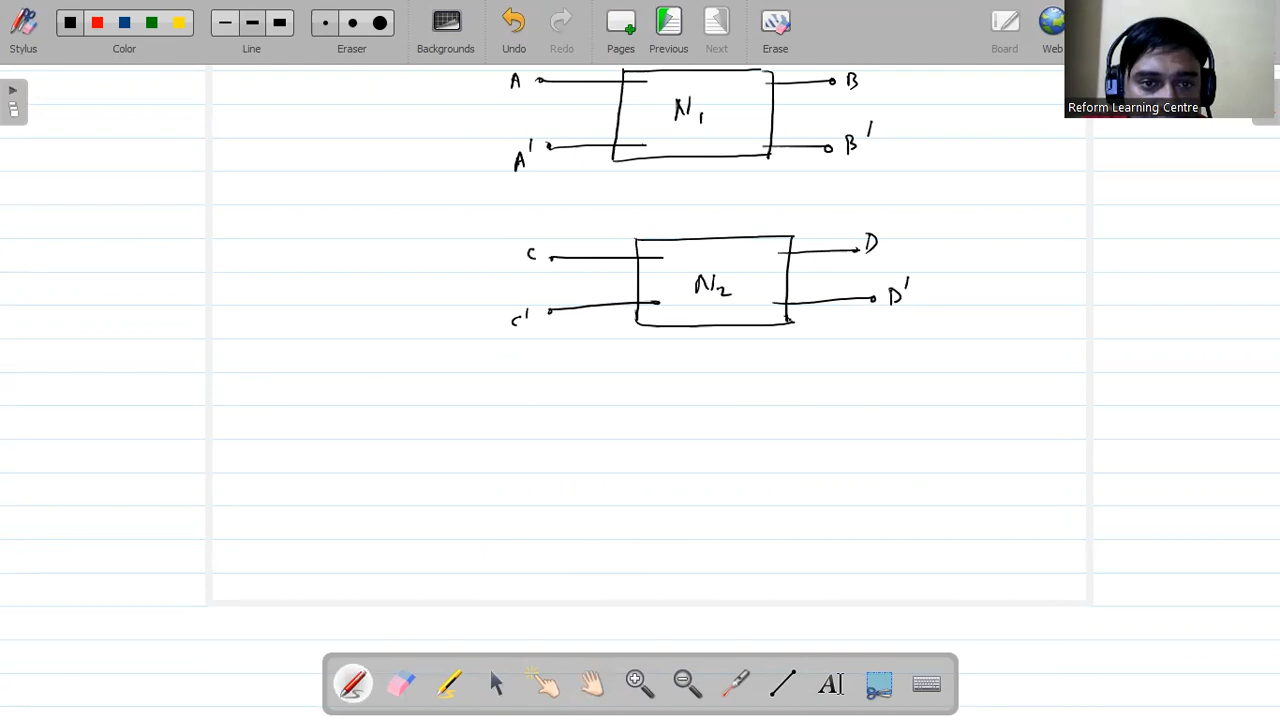 Stylus Color Line Eraser Backgrounds Undo Redo Pages Previous Next Erase Board Web
Reform Learning Centre
A N1 B
A' B'
C N2 D
C' D'
A